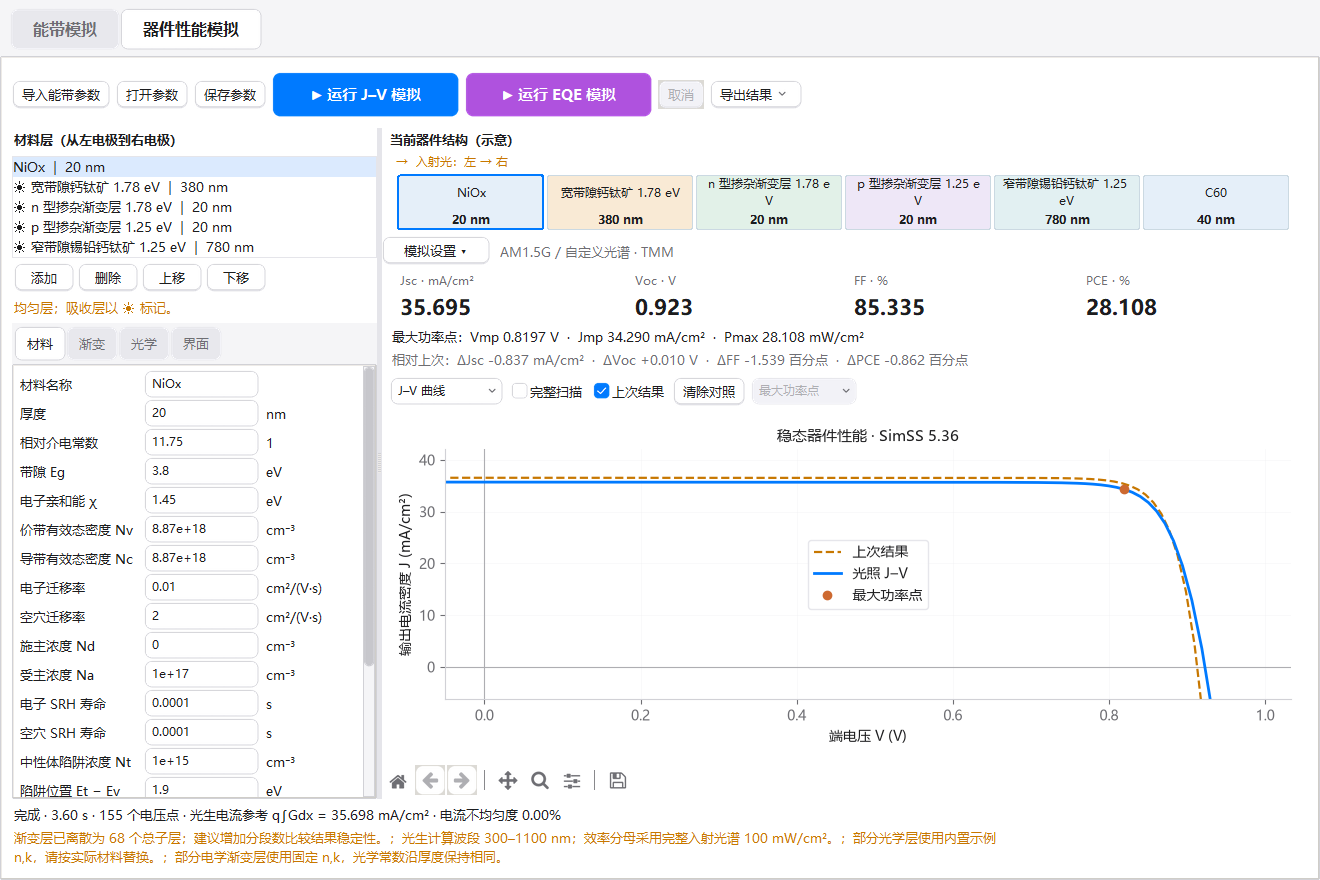 能带模拟
器件性能模拟
导入能带参数
打开参数
保存参数
▶ 运行 J–V 模拟
▶ 运行 EQE 模拟
取消
导出结果
材料层（从左电极到右电极）
NiOx | 20 nm
☀ 宽带隙钙钛矿 1.78 eV | 380 nm
☀ n 型掺杂渐变层 1.78 eV | 20 nm
☀ p 型掺杂渐变层 1.25 eV | 20 nm
☀ 窄带隙锡铅钙钛矿 1.25 eV | 780 nm
添加
删除
上移
下移
均匀层；吸收层以 ☀ 标记。
材料
渐变
光学
界面
材料名称 NiOx
厚度 20 nm
相对介电常数 11.75 1
带隙 Eg 3.8 eV
电子亲和能 χ 1.45 eV
价带有效态密度 Nv 8.87e+18 cm⁻³
导带有效态密度 Nc 8.87e+18 cm⁻³
电子迁移率 0.01 cm²/(V·s)
空穴迁移率 2 cm²/(V·s)
施主浓度 Nd 0 cm⁻³
受主浓度 Na 1e+17 cm⁻³
电子 SRH 寿命 0.0001 s
空穴 SRH 寿命 0.0001 s
中性体陷阱浓度 Nt 1e+15 cm⁻³
陷阱位置 Et − Ev 1.9 eV
当前器件结构（示意）
→ 入射光：左 → 右
NiOx
20 nm
宽带隙钙钛矿 1.78 eV
380 nm
n 型掺杂渐变层 1.78 e
V
20 nm
p 型掺杂渐变层 1.25 e
V
20 nm
窄带隙锡铅钙钛矿 1.25
eV
780 nm
C60
40 nm
模拟设置 ▾
AM1.5G / 自定义光谱 · TMM
Jsc · mA/cm²
35.695
Voc · V
0.923
FF · %
85.335
PCE · %
28.108
最大功率点：Vmp 0.8197 V · Jmp 34.290 mA/cm² · Pmax 28.108 mW/cm²
相对上次：ΔJsc -0.837 mA/cm² · ΔVoc +0.010 V · ΔFF -1.539 百分点 · ΔPCE -0.862 百分点
J–V 曲线
完整扫描
上次结果
清除对照
最大功率点
稳态器件性能 · SimSS 5.36
输出电流密度 J (mA/cm²)
40
30
20
10
0
上次结果
光照 J–V
最大功率点
0.0
0.2
0.4
0.6
0.8
1.0
端电压 V (V)
完成 · 3.60 s · 155 个电压点 · 光生电流参考 q∫Gdx = 35.698 mA/cm² · 电流不均匀度 0.00%
渐变层已离散为 68 个总子层；建议增加分段数比较结果稳定性。；光生计算波段 300–1100 nm；效率分母采用完整入射光谱 100 mW/cm²。；部分光学层使用内置示例
n,k，请按实际材料替换。；部分电学渐变层使用固定 n,k，光学常数沿厚度保持相同。